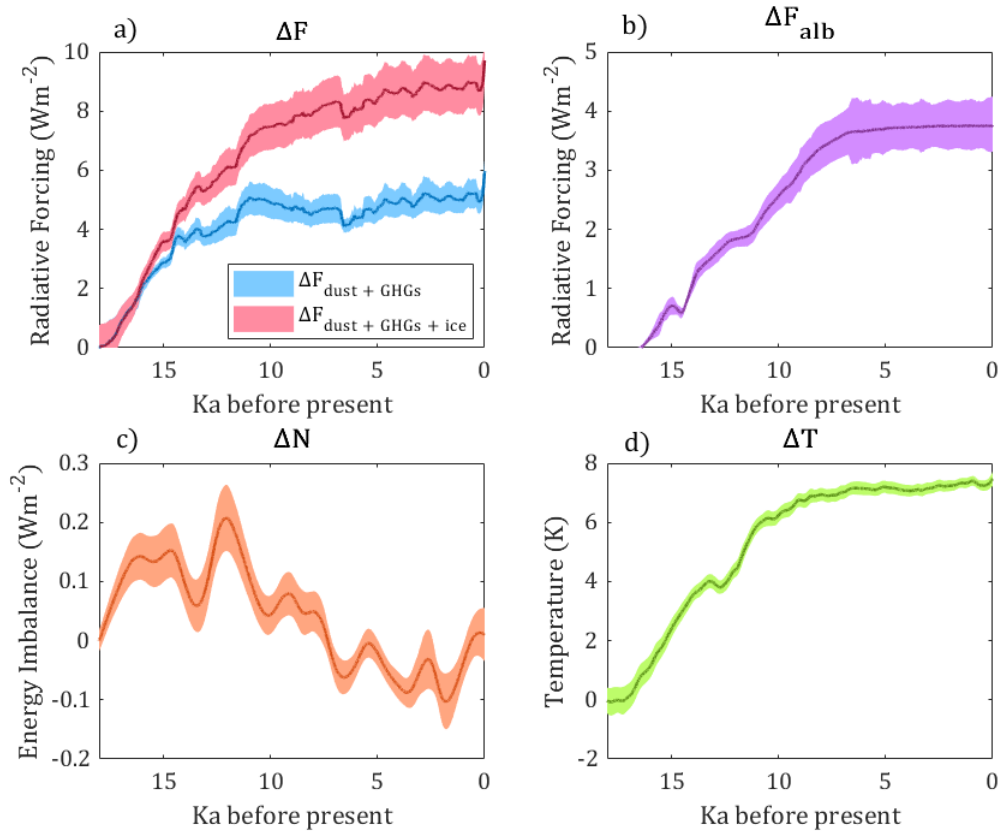 a) ΔF
Radiative Forcing (Wm-2)
10
8
6
4
2
0
15 10 5 0
Ka before present
ΔFdust + GHGs
ΔFdust + GHGs + ice
b) ΔFalb
Radiative Forcing (Wm-2)
5
4
3
2
1
0
15 10 5 0
Ka before present
c) ΔN
Energy Imbalance (Wm-2)
0.3
0.2
0.1
0
-0.1
-0.2
15 10 5 0
Ka before present
d) ΔT
Temperature (K)
8
6
4
2
0
-2
15 10 5 0
Ka before present